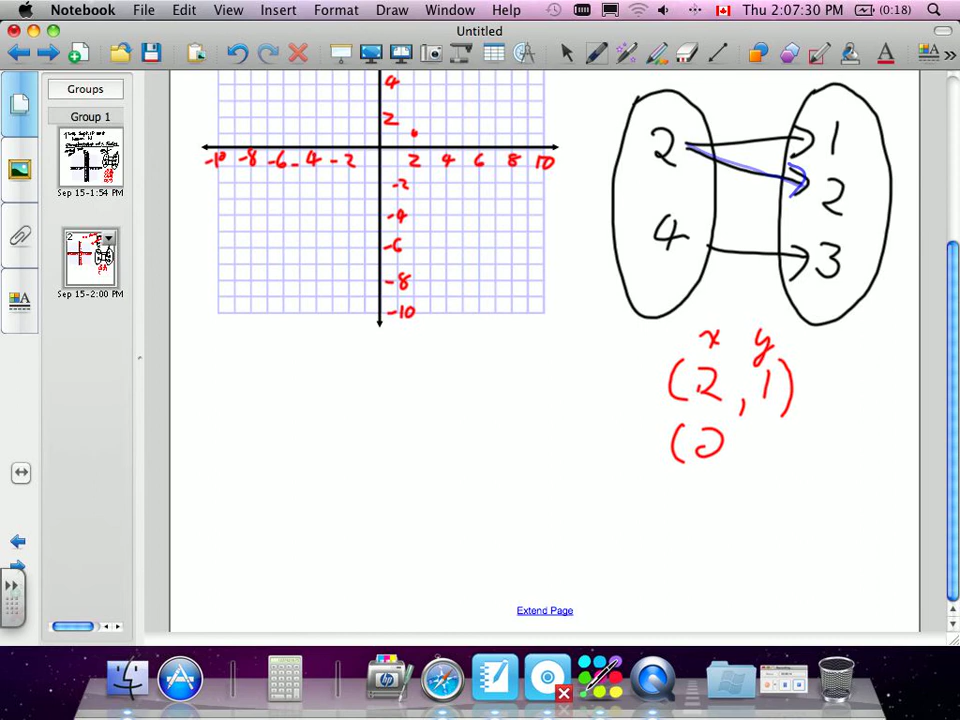 Notebook File Edit View Insert Format Draw Window Help Thu 2:07:30 PM (0:18)
Untitled
Groups
Group 1
Sep 15-1:54 PM
2
Sep 15-2:00 PM
4
2
-10 -8 -6 -4 -2 2 4 6 8 10
-2
-4
-6
-8
-10
2 1
2
4 3
x y
(2, 1)
(2
Extend Page
hp